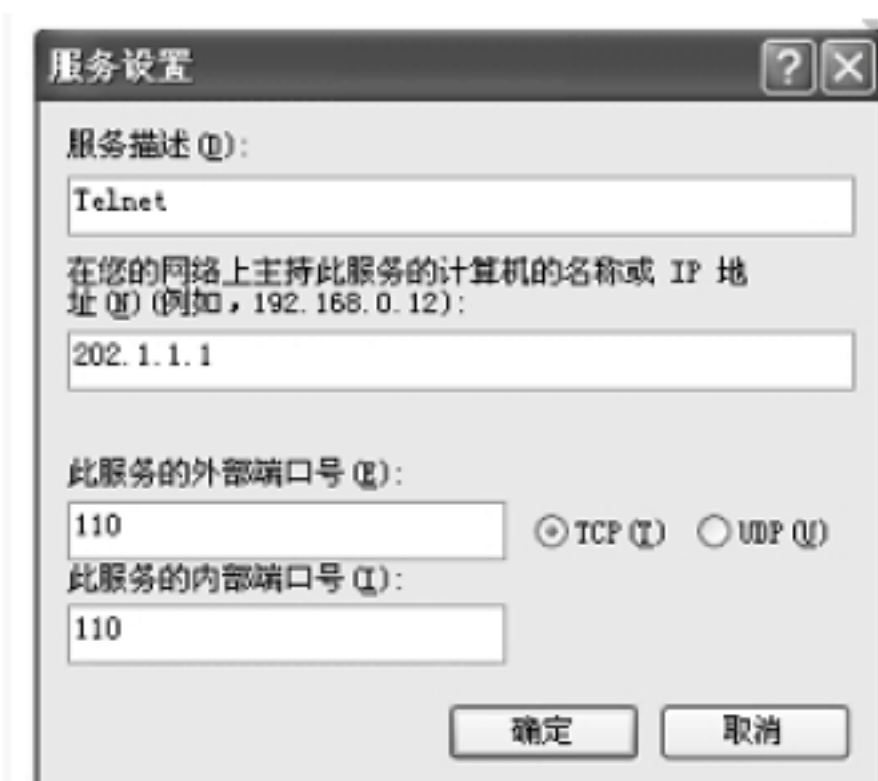 服务设置
服务描述(D):
Telnet
在您的网络上主持此服务的计算机的名称或 IP 地
址(N)(例如，192.168.0.12):
202.1.1.1
此服务的外部端口号(E):
110
TCP(T) UDP(U)
此服务的内部端口号(I):
110
确定 取消